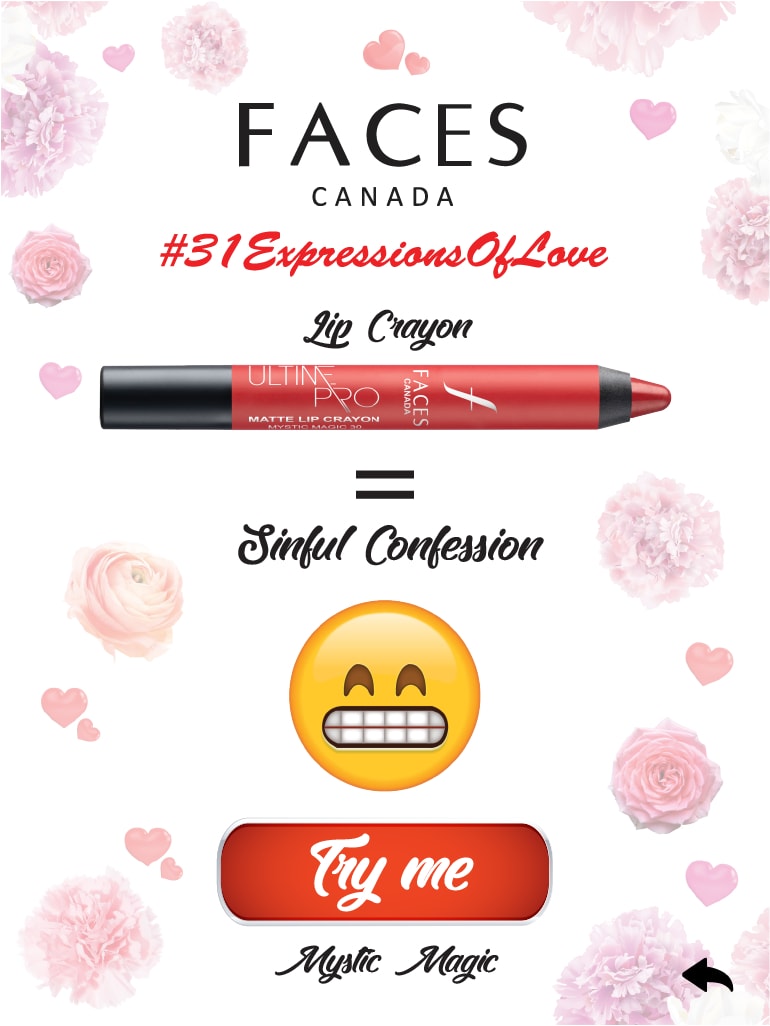 FACES
CANADA
#31ExpressionsOfLove
Lip Crayon
ULTIME PRO
MATTE LIP CRAYON
MYSTIC MAGIC 30
FACES
CANADA
=
Sinful Confession
Try me
Mystic Magic